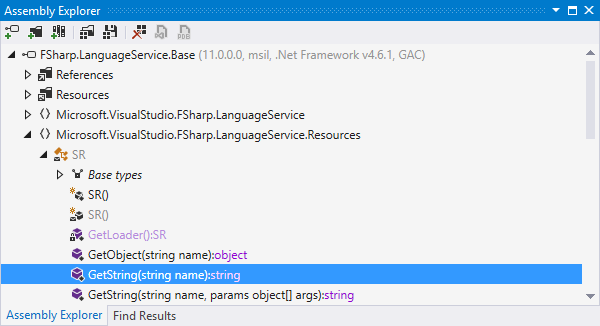 Assembly Explorer
FSharp.LanguageService.Base (11.0.0.0, msil, .Net Framework v4.6.1, GAC)
References
Resources
Microsoft.VisualStudio.FSharp.LanguageService
Microsoft.VisualStudio.FSharp.LanguageService.Resources
SR
Base types
SR()
SR()
GetLoader():SR
GetObject(string name):object
GetString(string name):string
GetString(string name, params object[] args):string
Assembly Explorer Find Results